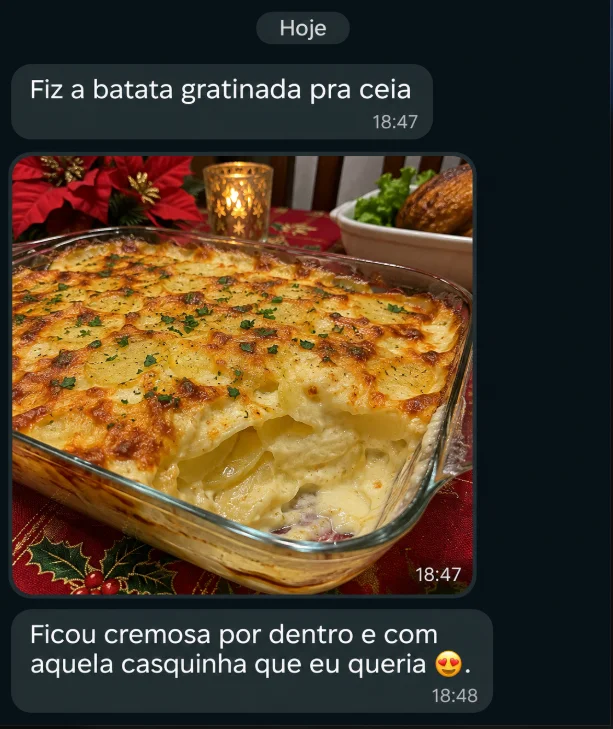 Hoje
Fiz a batata gratinada pra ceia
18:47
18:47
Ficou cremosa por dentro e com
aquela casquinha que eu queria 😍.
18:48